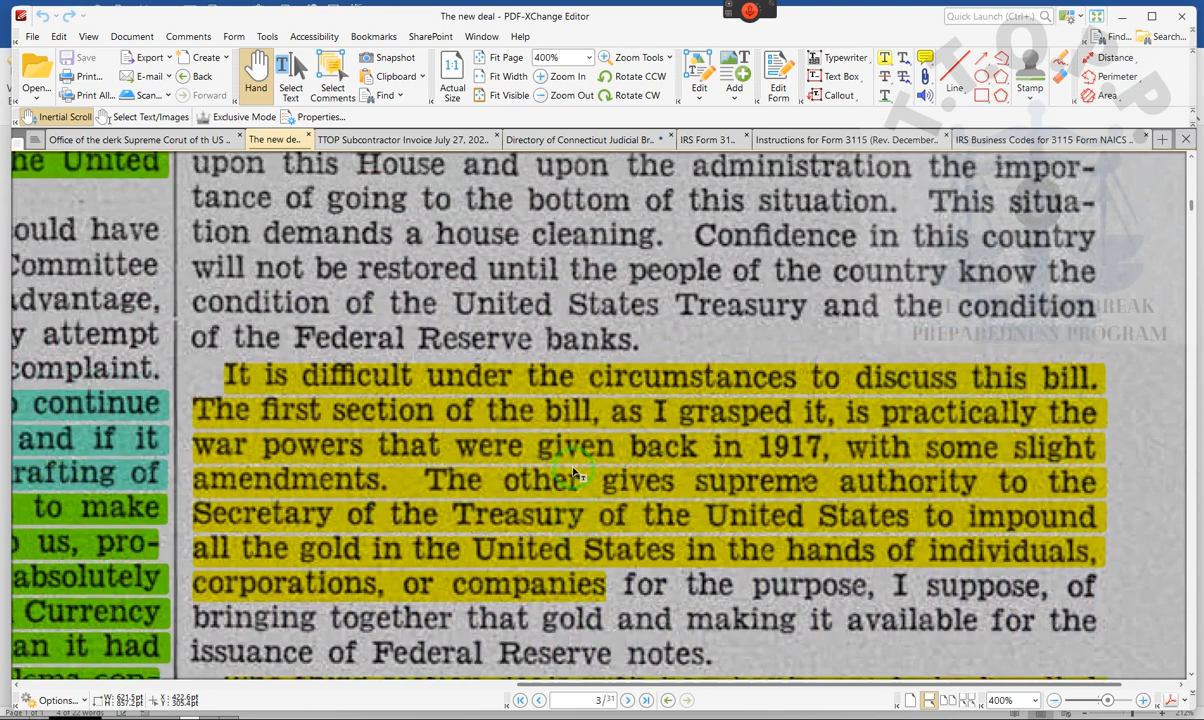 The new deal - PDF-XChange Editor
Quick Launch (Ctrl+.)
File Edit View Document Comments Form Tools Accessibility Bookmarks SharePoint Window Help
Find... Search...
Open... Save Print... Print All... Export E-mail Scan... Create Back Forward
Hand Select Text Select Comments Snapshot Clipboard Find
Actual Size Fit Page Fit Width Fit Visible 400% Zoom In Zoom Out Zoom Tools Rotate CCW Rotate CW
Edit Add Edit Form Typewriter Text Box Callout
Line Stamp Distance Perimeter Area
T.T.O.P
Inertial Scroll Select Text/Images Exclusive Mode Properties...
Office of the clerk Supreme Corut of th US .. The new de.. TTOP Subcontractor Invoice July 27, 202.. Directory of Connecticut Judicial Br.. * IRS Form 31.. Instructions for Form 3115 (Rev. December.. IRS Business Codes for 3115 Form NAICS ..
he United
ould have
Committee
dvantage,
y attempt
complaint.
continue
and if it
rafting of
to make
us, pro-
absolutely
Currency
an it had
upon this House and upon the administration the impor-
tance of going to the bottom of this situation. This situa-
tion demands a house cleaning. Confidence in this country
will not be restored until the people of the country know the
condition of the United States Treasury and the condition
of the Federal Reserve banks.
It is difficult under the circumstances to discuss this bill.
The first section of the bill, as I grasped it, is practically the
war powers that were given back in 1917, with some slight
amendments. The other gives supreme authority to the
Secretary of the Treasury of the United States to impound
all the gold in the United States in the hands of individuals,
corporations, or companies for the purpose, I suppose, of
bringing together that gold and making it available for the
issuance of Federal Reserve notes.
BREAK
PREPAREDNESS PROGRAM
Options... W: 621.5pt H: 857.2pt X: 422.6pt Y: 305.4pt
3 / 31
400%